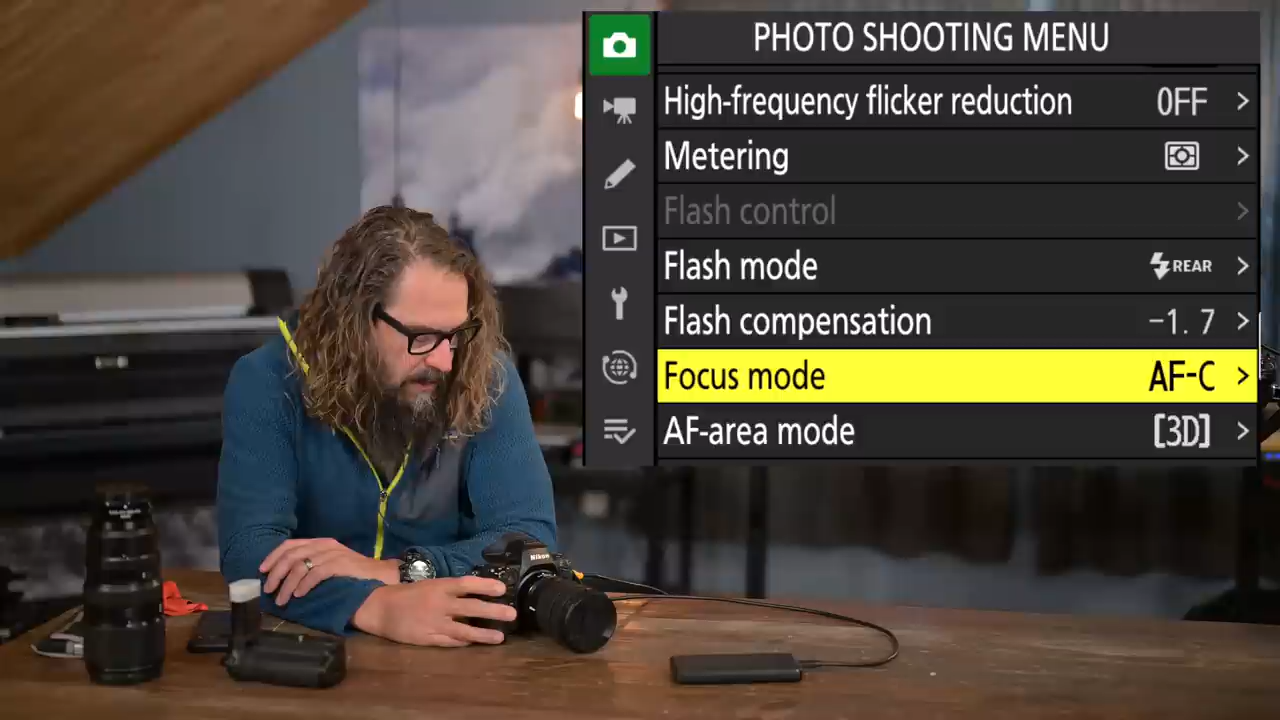 PHOTO SHOOTING MENU
High-frequency flicker reduction OFF >
Metering >
Flash control >
Flash mode REAR >
Flash compensation -1.7 >
Focus mode AF-C >
AF-area mode [3D] >
Nikon